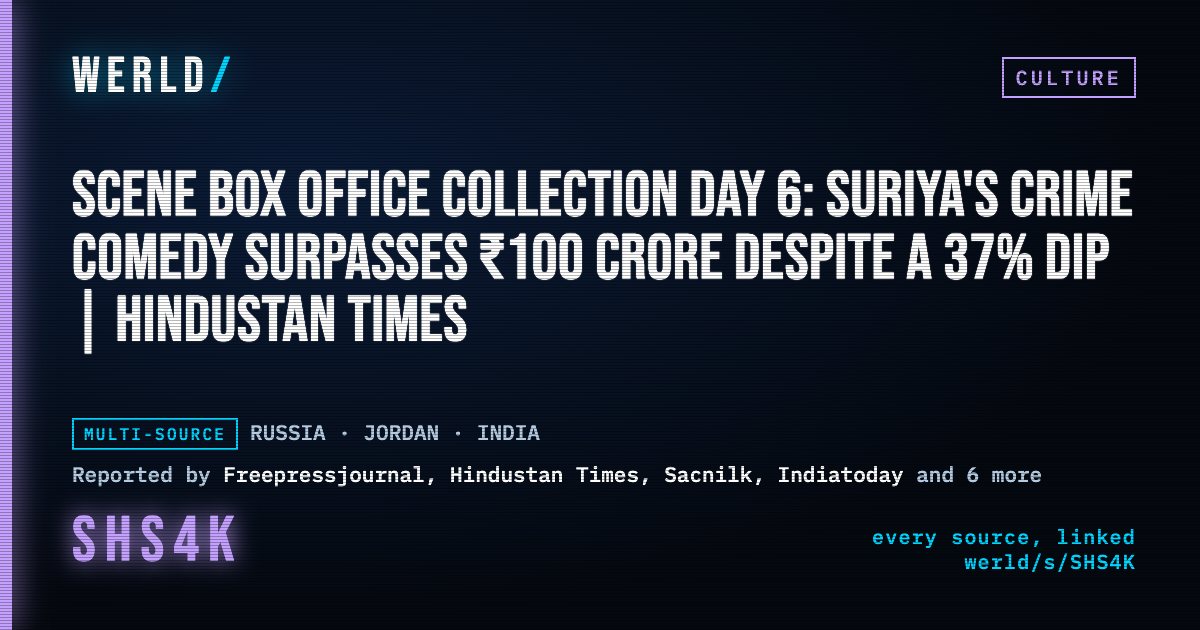 WERLD/
CULTURE
SCENE BOX OFFICE COLLECTION DAY 6: SURIYA'S CRIME
COMEDY SURPASSES ₹100 CRORE DESPITE A 37% DIP
| HINDUSTAN TIMES
MULTI-SOURCE RUSSIA · JORDAN · INDIA
Reported by Freepressjournal, Hindustan Times, Sacnilk, Indiatoday and 6 more
SHS4K
every source, linked
werld/s/SHS4K